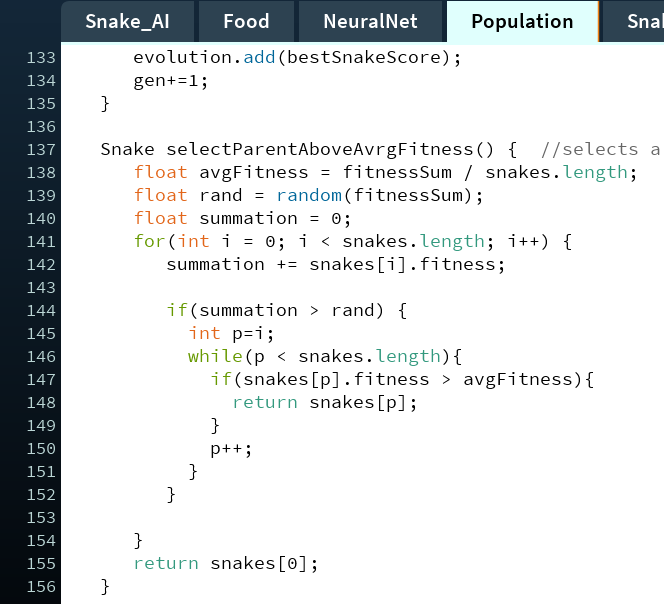 Snake_AI Food NeuralNet Population Sna
133 evolution.add(bestSnakeScore);
134 gen+=1;
135 }
136
137 Snake selectParentAboveAvrgFitness() { //selects a
138 float avgFitness = fitnessSum / snakes.length;
139 float rand = random(fitnessSum);
140 float summation = 0;
141 for(int i = 0; i < snakes.length; i++) {
142 summation += snakes[i].fitness;
143
144 if(summation > rand) {
145 int p=i;
146 while(p < snakes.length){
147 if(snakes[p].fitness > avgFitness){
148 return snakes[p];
149 }
150 p++;
151 }
152 }
153
154 }
155 return snakes[0];
156 }